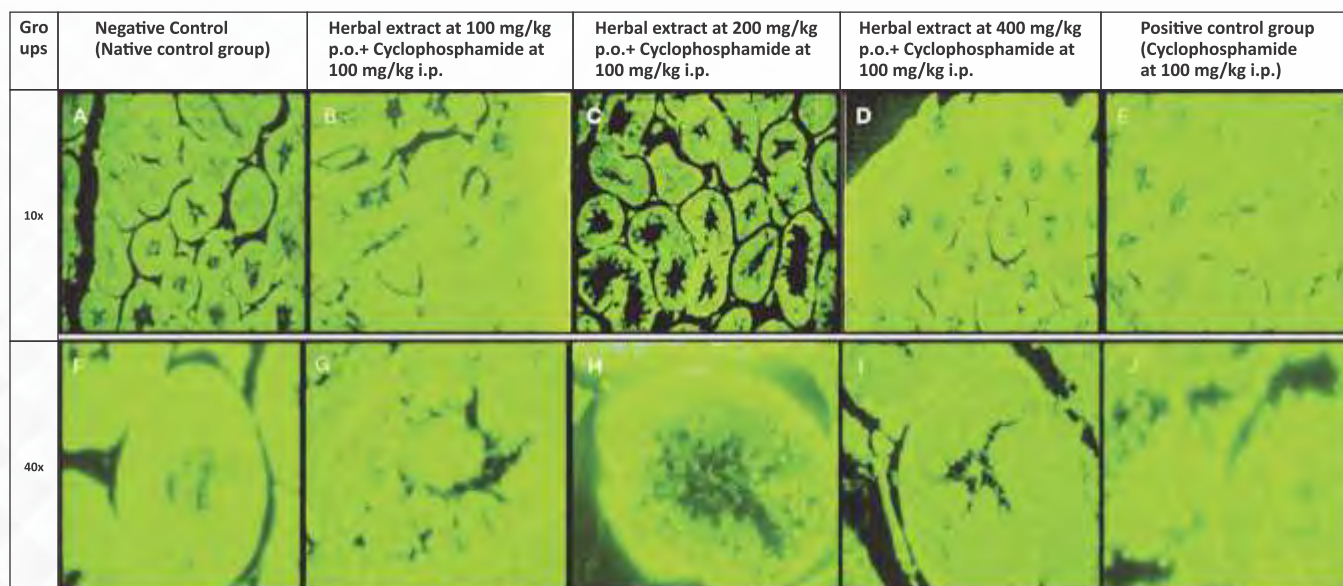 Gro
ups
Negative Control
(Native control group)
Herbal extract at 100 mg/kg
p.o.+ Cyclophosphamide at
100 mg/kg i.p.
Herbal extract at 200 mg/kg
p.o.+ Cyclophosphamide at
100 mg/kg i.p.
Herbal extract at 400 mg/kg
p.o.+ Cyclophosphamide at
100 mg/kg i.p.
Positive control group
(Cyclophosphamide
at 100 mg/kg i.p.)
10x
A
B
C
D
E
40x
F
G
H
I
J